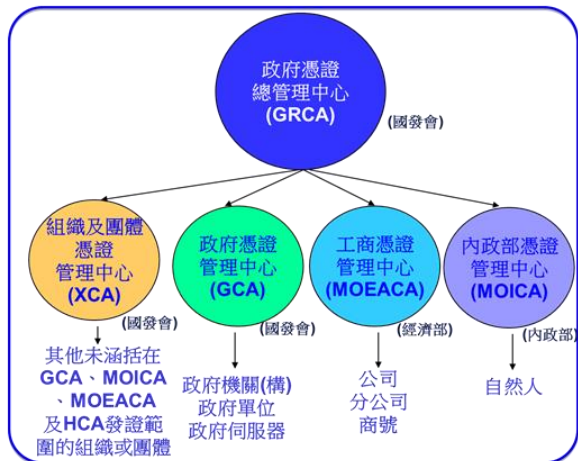 政府憑證
總管理中心
(GRCA)
(國發會)
組織及團體
憑證
管理中心
(XCA)
(國發會)
政府憑證
管理中心
(GCA)
(國發會)
工商憑證
管理中心
(MOEACA)
(經濟部)
內政部憑證
管理中心
(MOICA)
(內政部)
其他未涵括在
GCA、MOICA
、MOEACA
及HCA發證範
圍的組織或團體
政府機關(構)
政府單位
政府伺服器
公司
分公司
商號
自然人